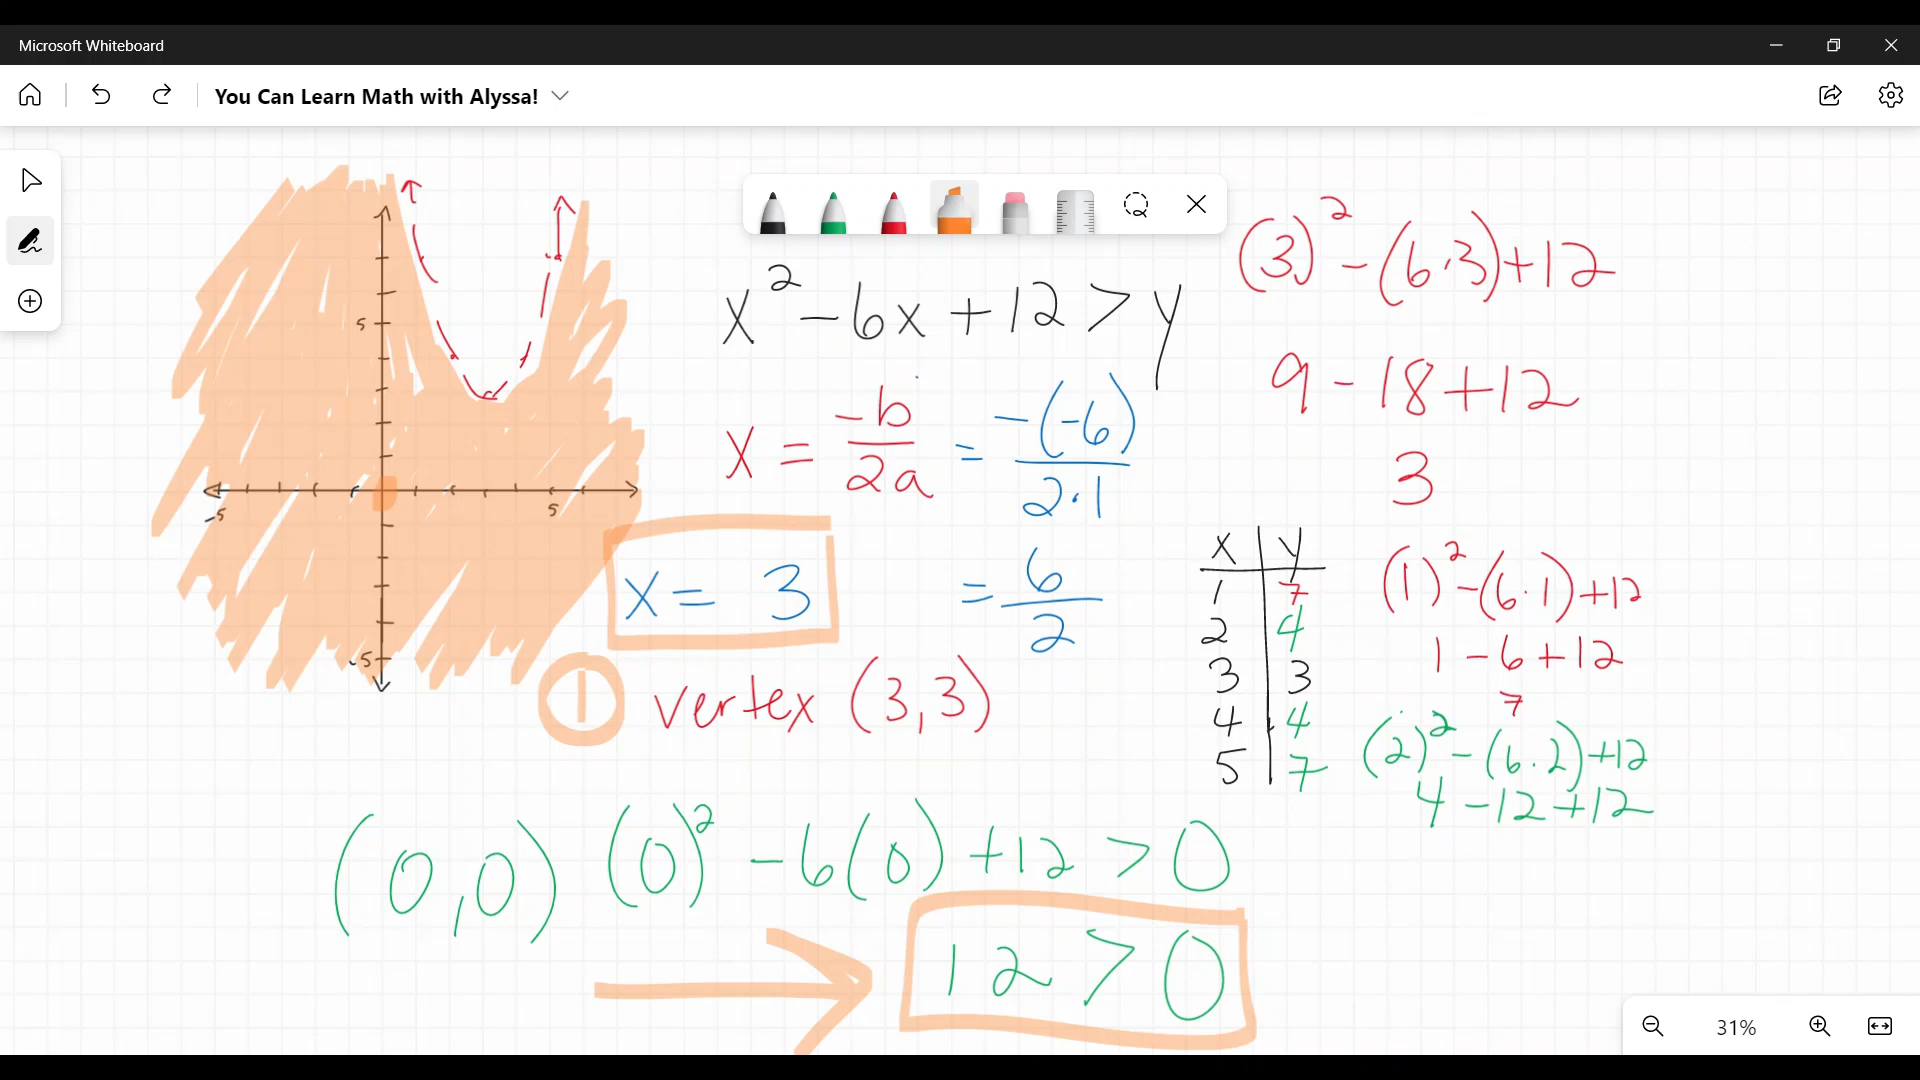 Microsoft Whiteboard
You Can Learn Math with Alyssa!
x² - 6x + 12 > y
x = -b/2a = -(-6)/2·1
= 6/2
x = 3
① vertex (3,3)
5
-5
5
-5
(3)² - (6·3) + 12
9 - 18 + 12
3
x | y
1 | 7
2 | 4
3 | 3
4 | 4
5 | 7
(1)² - (6·1) + 12
1 - 6 + 12
7
(2)² - (6·2) + 12
4 - 12 + 12
(0,0) (0)² - 6(0) + 12 > 0
12 > 0
31%